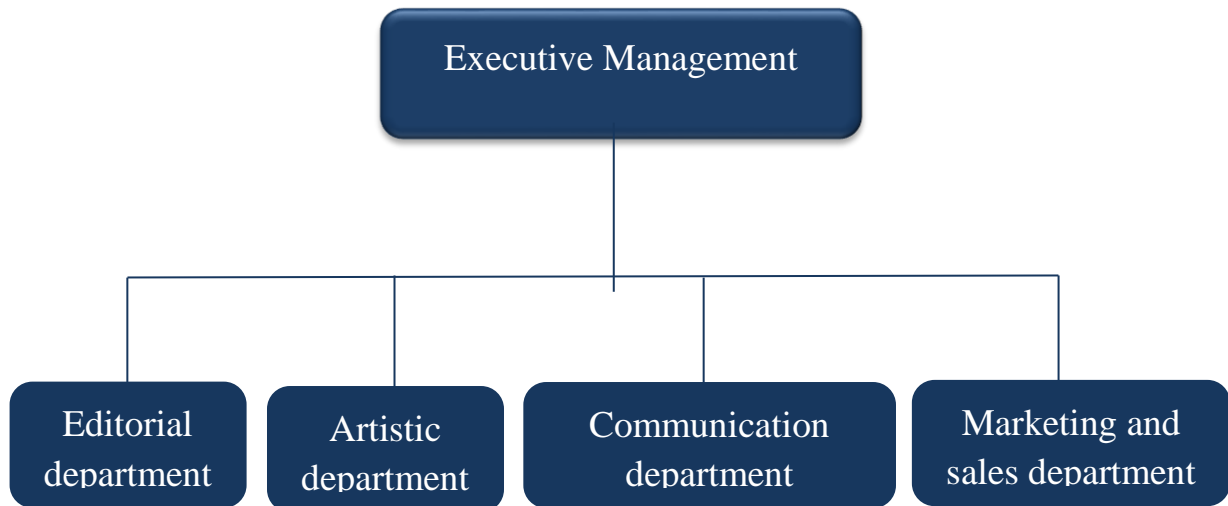 Executive Management
Editorial
department
Artistic
department
Communication
department
Marketing and
sales department